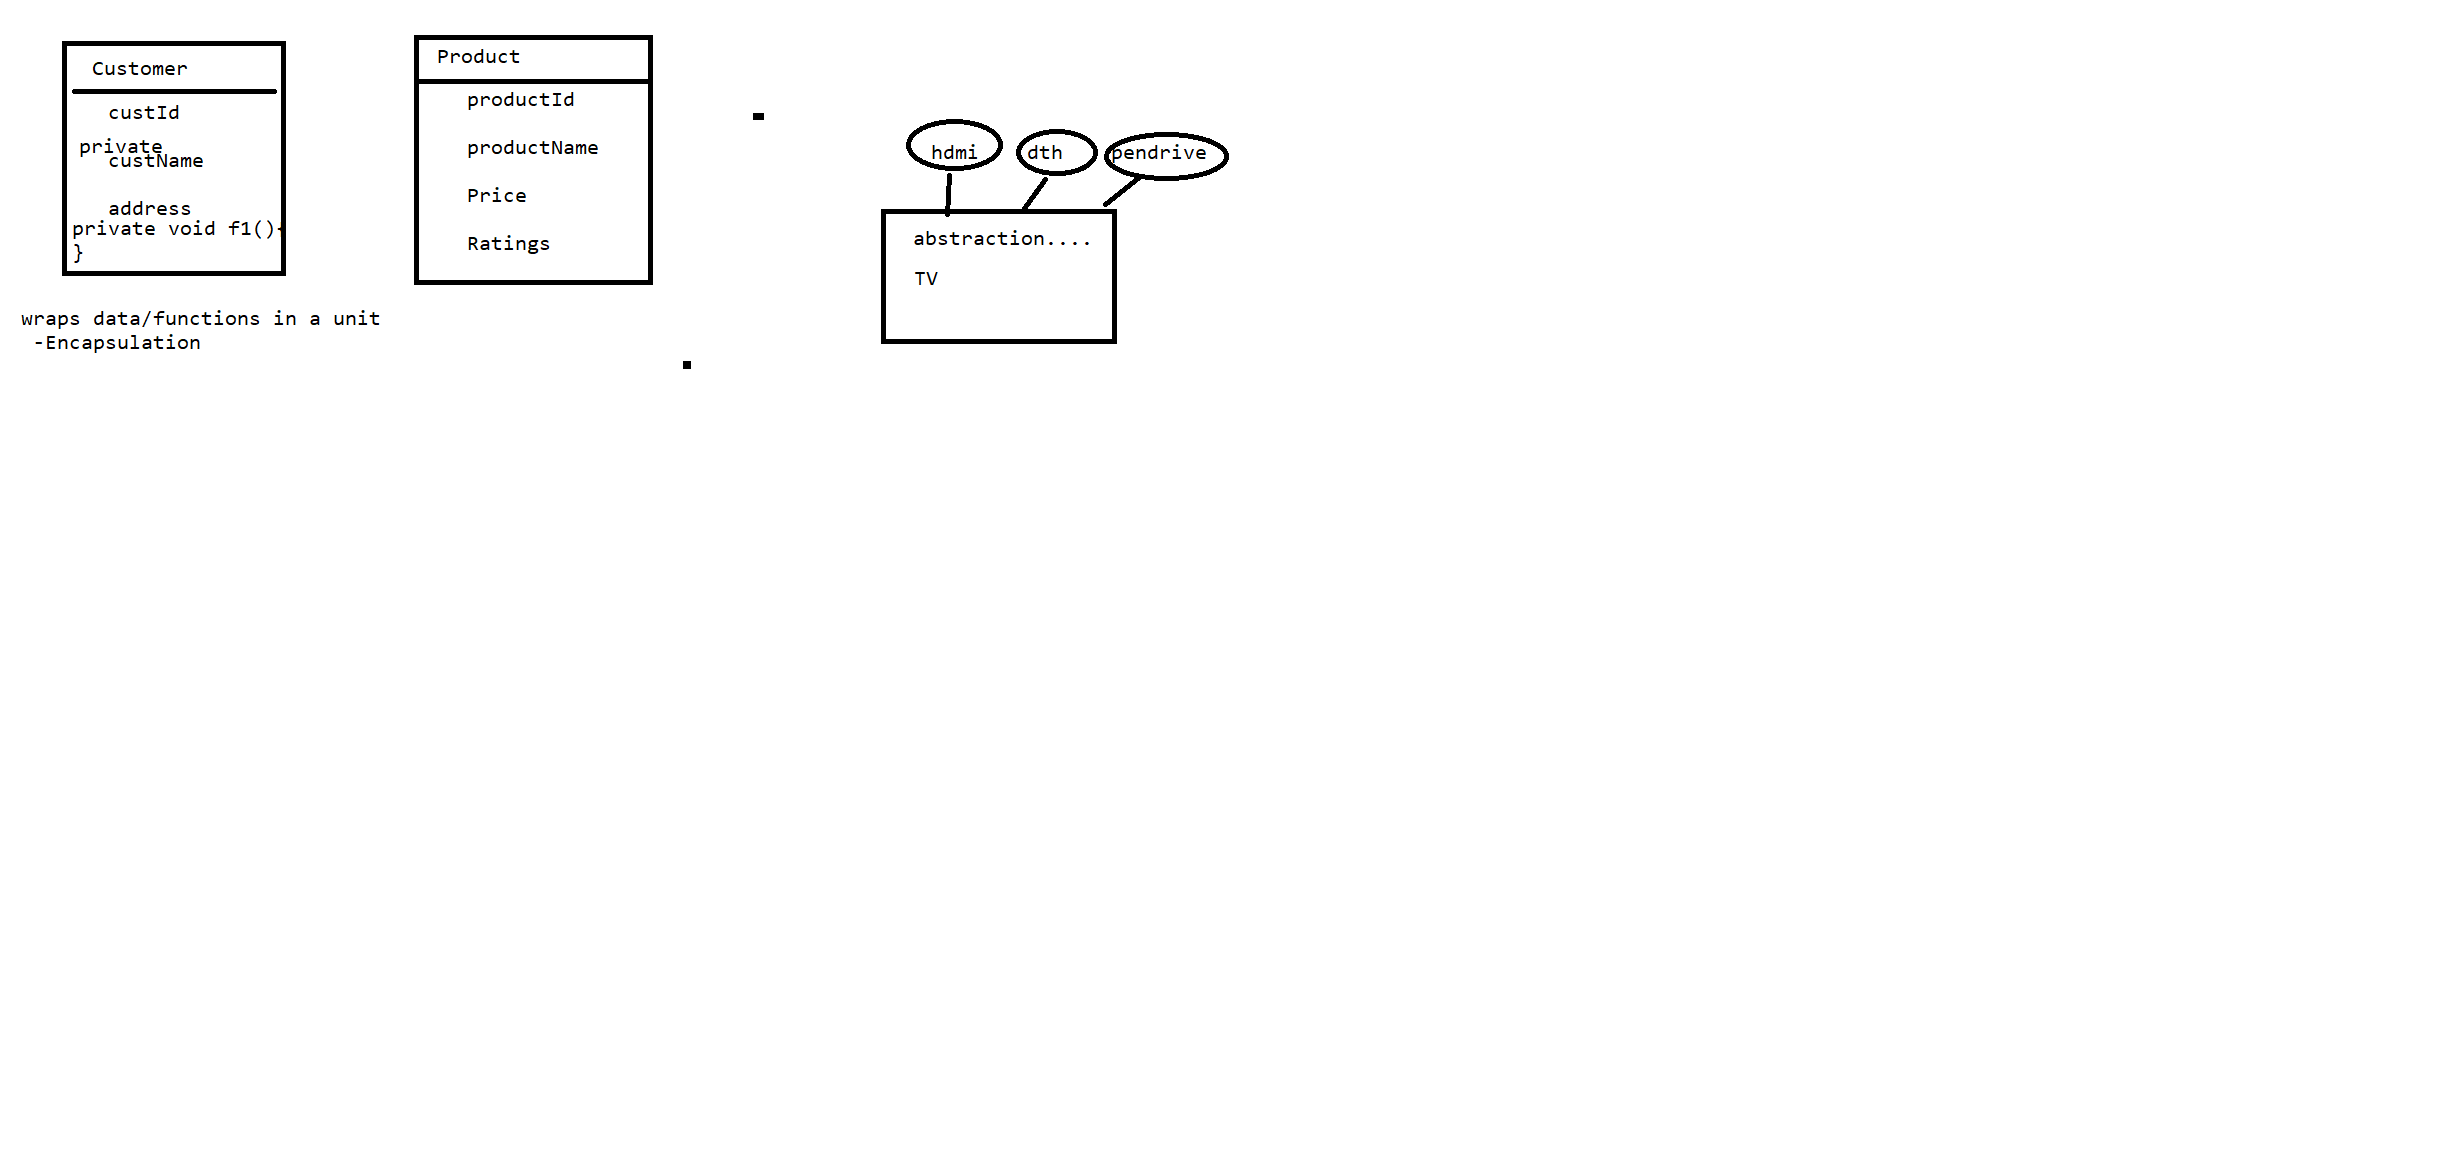 Customer
custId
private
custName
address
private void f1(){
}
wraps data/functions in a unit
-Encapsulation
Product
productId
productName
Price
Ratings
hdmi
dth
pendrive
abstraction....
TV